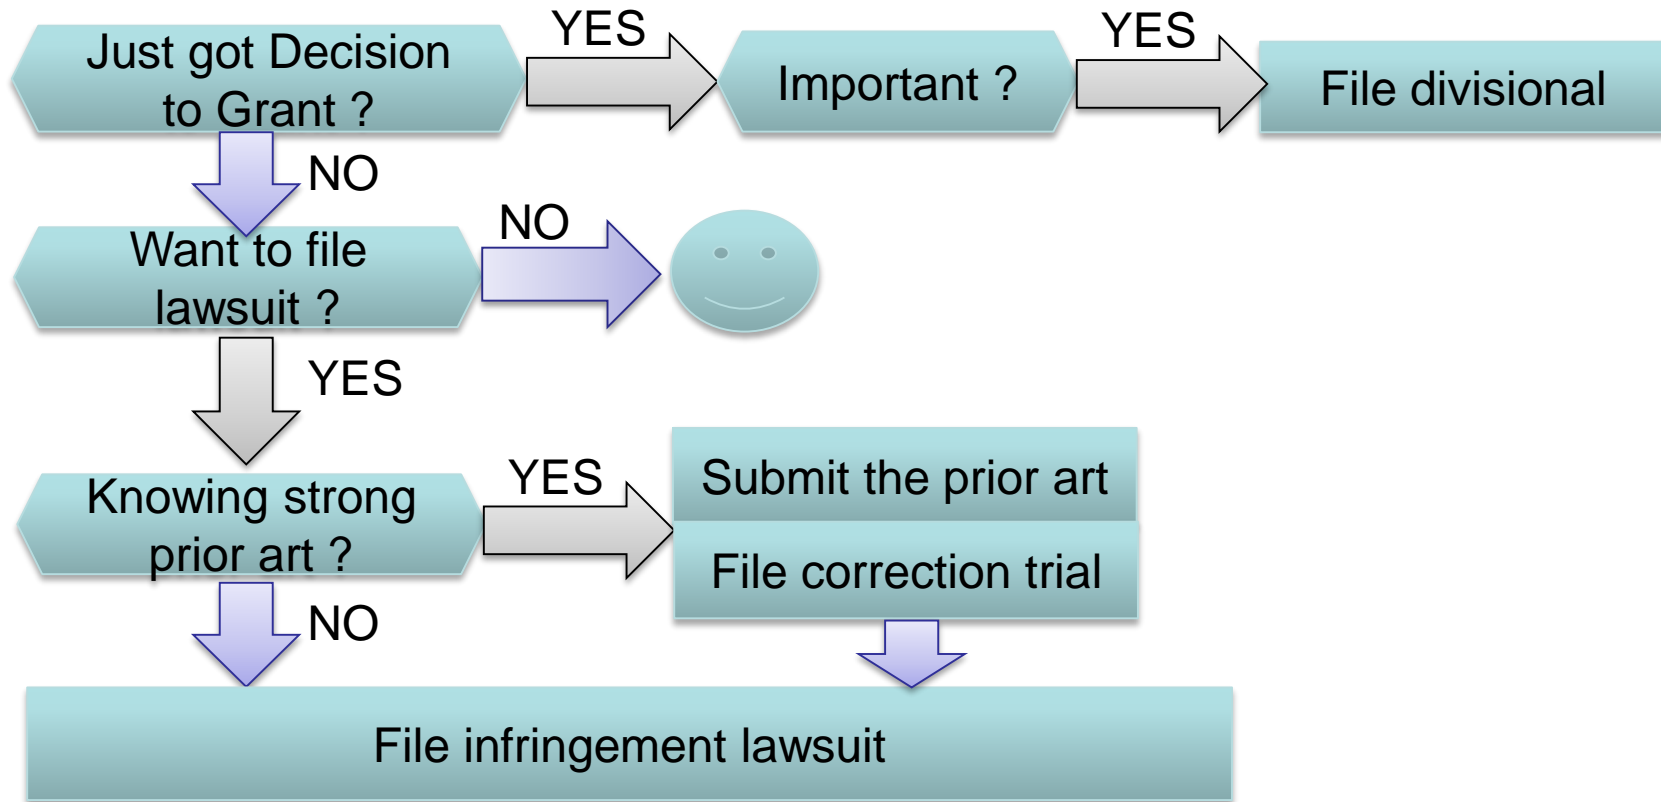 Just got Decision
to Grant ?
YES
Important ?
YES
File divisional
NO
Want to file
lawsuit ?
NO
YES
Knowing strong
prior art ?
YES
Submit the prior art
File correction trial
NO
File infringement lawsuit